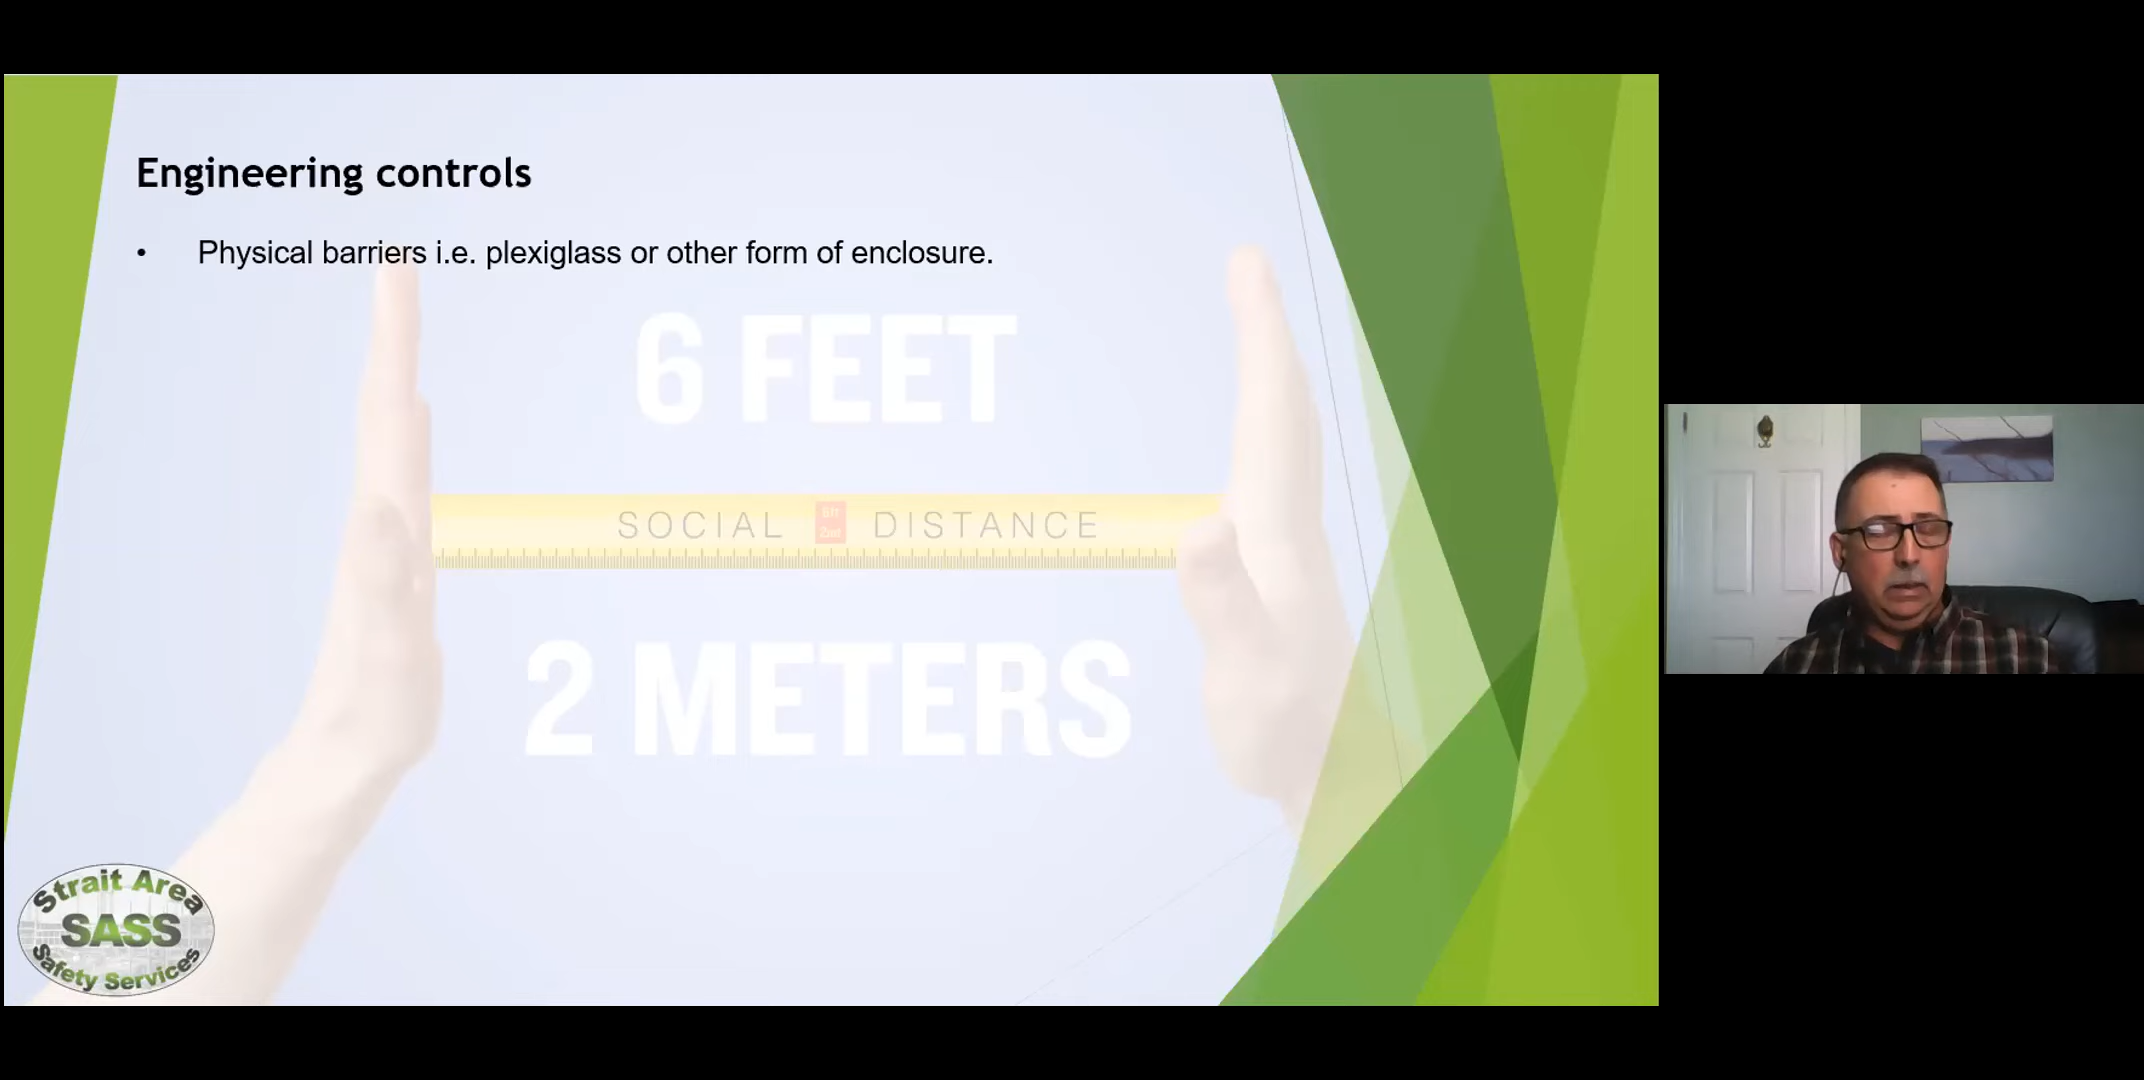 Engineering controls
• Physical barriers i.e. plexiglass or other form of enclosure.
6 FEET
SOCIAL 6ft DISTANCE
2 METERS
Strait Area
SASS
Safety Services